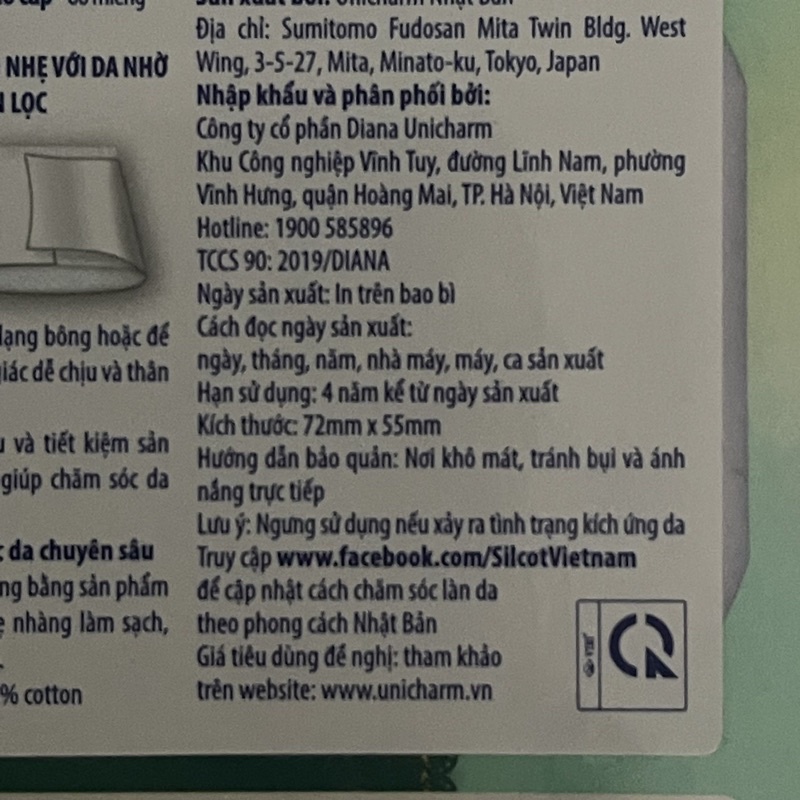 NHẸ VỚI DA NHỜ
LỌC
dạng bông hoặc để
giác dễ chịu và thân
và tiết kiệm sản
giúp chăm sóc da
da chuyên sâu
bằng sản phẩm
nhàng làm sạch,
% cotton
Địa chỉ: Sumitomo Fudosan Mita Twin Bldg. West
Wing, 3-5-27, Mita, Minato-ku, Tokyo, Japan
Nhập khẩu và phân phối bởi:
Công ty cổ phần Diana Unicharm
Khu Công nghiệp Vĩnh Tuy, đường Lĩnh Nam, phường
Vĩnh Hưng, quận Hoàng Mai, TP. Hà Nội, Việt Nam
Hotline: 1900 585896
TCCS 90: 2019/DIANA
Ngày sản xuất: In trên bao bì
Cách đọc ngày sản xuất:
ngày, tháng, năm, nhà máy, máy, ca sản xuất
Hạn sử dụng: 4 năm kể từ ngày sản xuất
Kích thước: 72mm x 55mm
Hướng dẫn bảo quản: Nơi khô mát, tránh bụi và ánh
nắng trực tiếp
Lưu ý: Ngưng sử dụng nếu xảy ra tình trạng kích ứng da
Truy cập www.facebook.com/SilcotVietnam
để cập nhật cách chăm sóc làn da
theo phong cách Nhật Bản
Giá tiêu dùng đề nghị: tham khảo
trên website: www.unicharm.vn